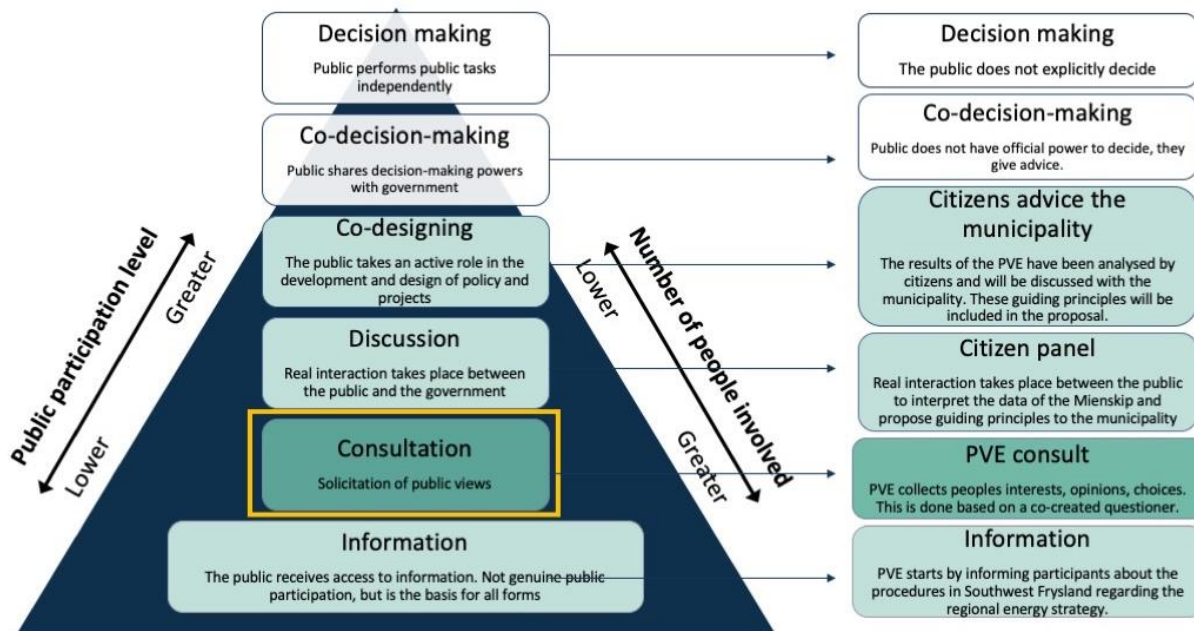 Decision making
Public performs public tasks
independently
Co-decision-making
Public shares decision-making powers
with government
Co-designing
The public takes an active role in the
development and design of policy and
projects
Discussion
Real interaction takes place between
the public and the government
Consultation
Solicitation of public views
Information
The public receives access to information. Not genuine public
participation, but is the basis for all forms
Public participation level
Greater
Lower
Number of people involved
Lower
Greater
Decision making
The public does not explicitly decide
Co-decision-making
Public does not have official power to decide, they
give advice.
Citizens advice the
municipality
The results of the PVE have been analysed by
citizens and will be discussed with the
municipality. These guiding principles will be
included in the proposal.
Citizen panel
Real interaction takes place between the public
to interpret the data of the Mienskip and
propose guiding principles to the municipality
PVE consult
PVE collects peoples interests, opinions, choices.
This is done based on a co-created questioner.
Information
PVE starts by informing participants about the
procedures in Southwest Frysland regarding the
regional energy strategy.